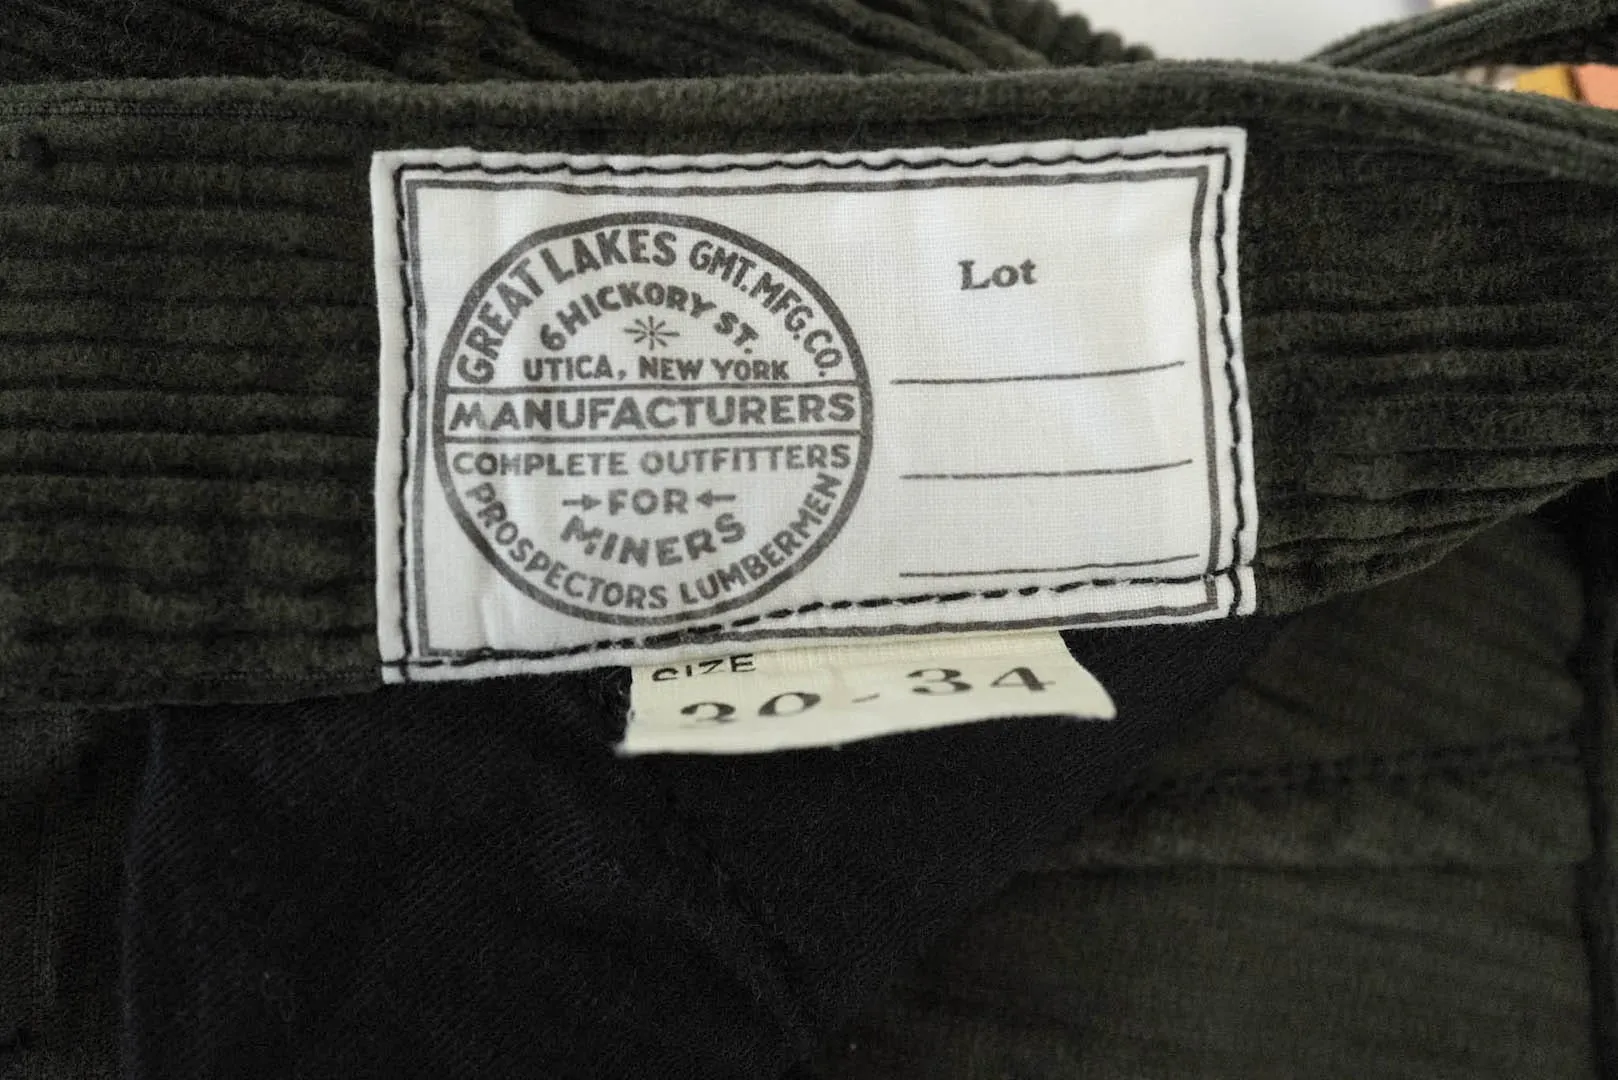 GREAT LAKES GMT. MFG. CO.
6 HICKORY ST.
UTICA, NEW YORK
MANUFACTURERS
COMPLETE OUTFITTERS
FOR
MINERS
PROSPECTORS LUMBERMEN
Lot
SIZE
30 - 34